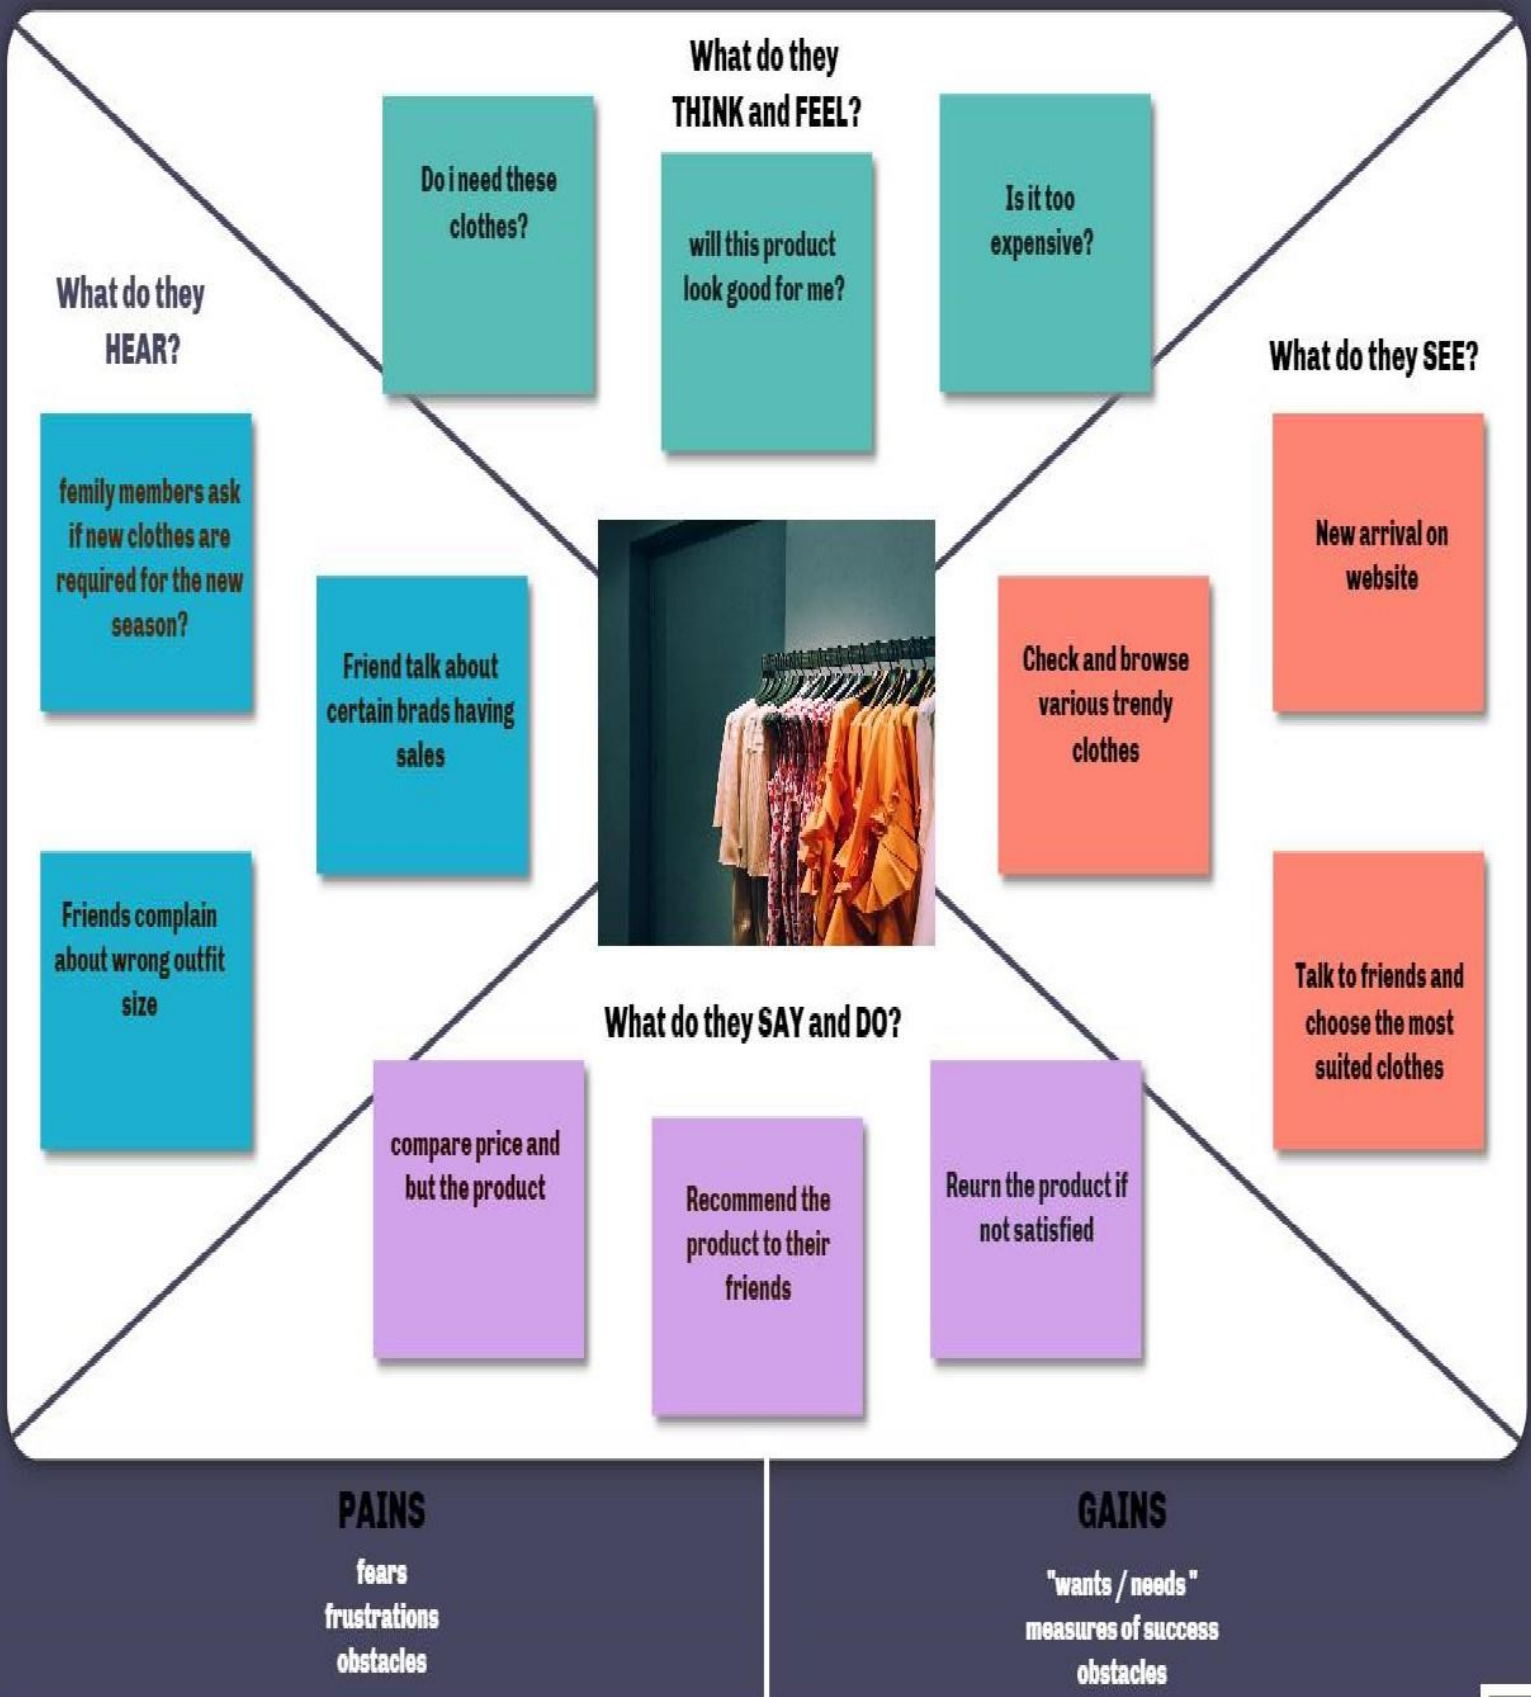 What do they
THINK and FEEL?
Do i need these
clothes?
will this product
look good for me?
Is it too
expensive?
What do they
HEAR?
femily members ask
if new clothes are
required for the new
season?
Friend talk about
certain brads having
sales
Friends complain
about wrong outfit
size
What do they SEE?
New arrival on
website
Check and browse
various trendy
clothes
Talk to friends and
choose the most
suited clothes
What do they SAY and DO?
compare price and
but the product
Recommend the
product to their
friends
Reurn the product if
not satisfied
PAINS
fears
frustrations
obstacles
GAINS
"wants / needs "
measures of success
obstacles